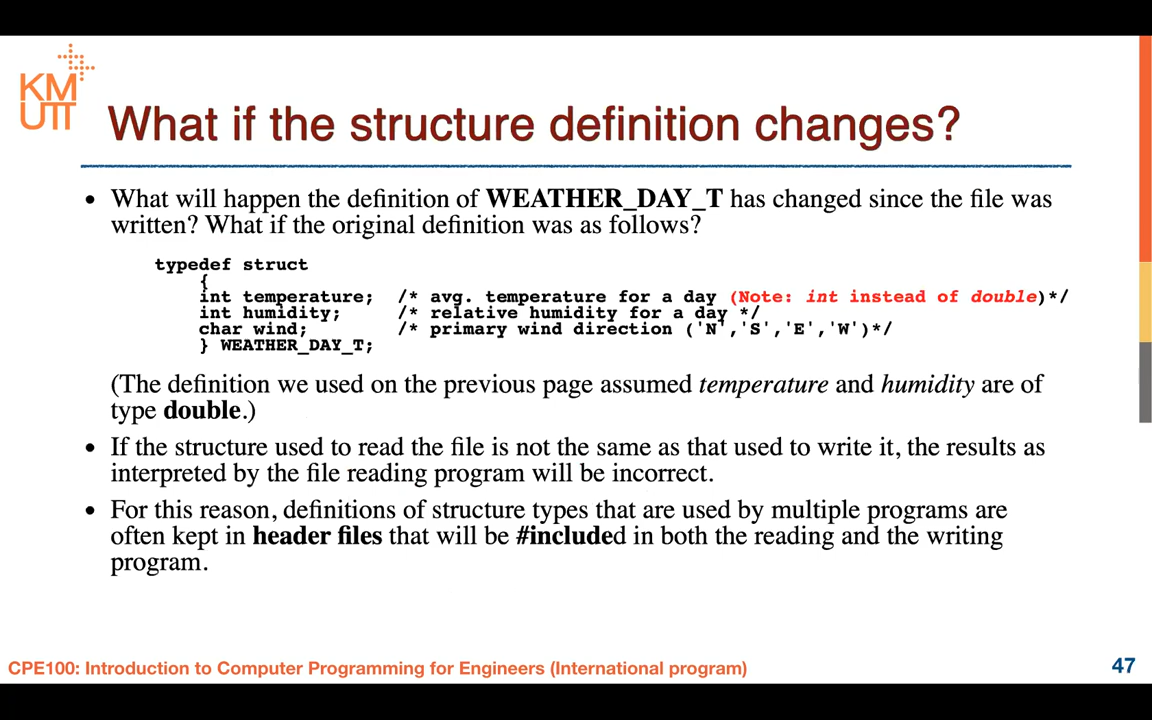 KM
UTT
What if the structure definition changes?
• What will happen the definition of WEATHER_DAY_T has changed since the file was
written? What if the original definition was as follows?
typedef struct
{
int temperature; /* avg. temperature for a day (Note: int instead of double)*/
int humidity; /* relative humidity for a day */
char wind; /* primary wind direction ('N','S','E','W')*/
} WEATHER_DAY_T;
(The definition we used on the previous page assumed temperature and humidity are of
type double.)
• If the structure used to read the file is not the same as that used to write it, the results as
interpreted by the file reading program will be incorrect.
• For this reason, definitions of structure types that are used by multiple programs are
often kept in header files that will be #included in both the reading and the writing
program.
CPE100: Introduction to Computer Programming for Engineers (International program)
47